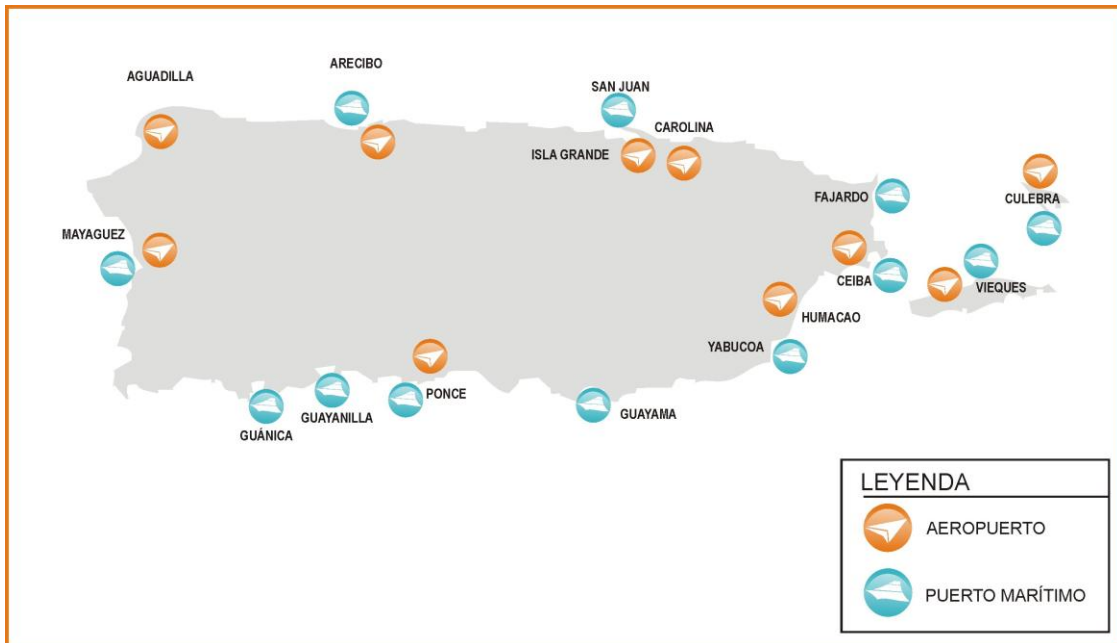 ARECIBO
AGUADILLA
SAN JUAN
CAROLINA
ISLA GRANDE
FAJARDO
CULEBRA
MAYAGUEZ
CEIBA
VIEQUES
HUMACAO
YABUCOA
PONCE
GUAYANILLA
GUAYAMA
GUÁNICA
LEYENDA
AEROPUERTO
PUERTO MARÍTIMO